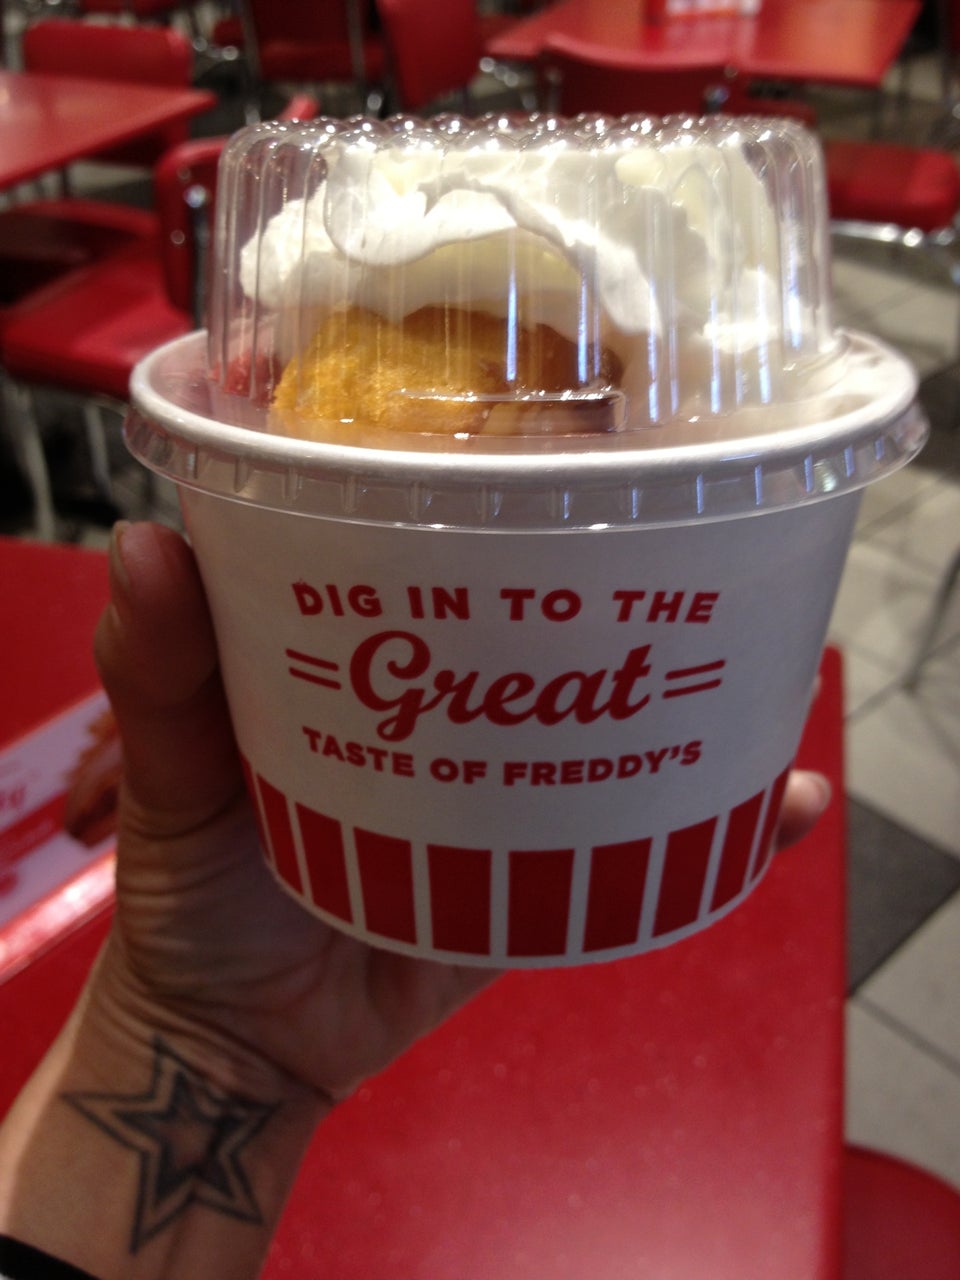 DIG IN TO THE
Great
TASTE OF FREDDY'S